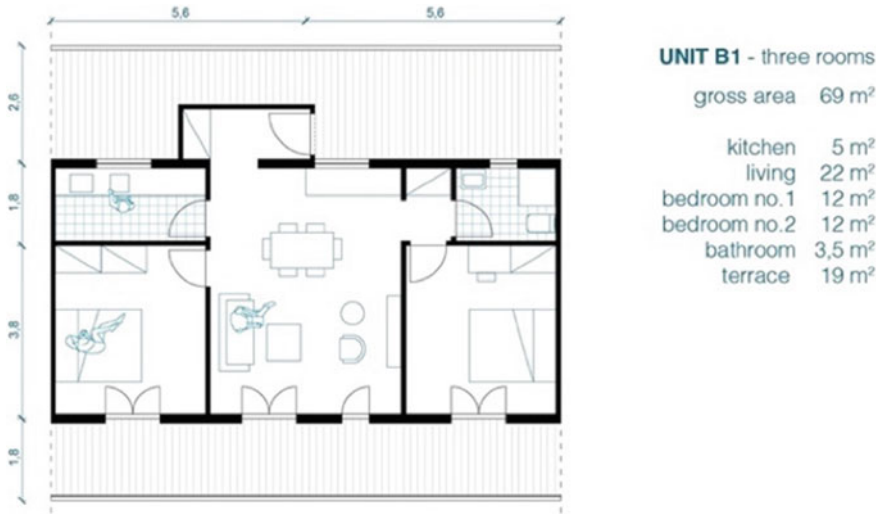 5,6 5,6
2,6
1,8
3,8
1,8
UNIT B1 - three rooms
gross area 69 m²
kitchen 5 m²
living 22 m²
bedroom no.1 12 m²
bedroom no.2 12 m²
bathroom 3,5 m²
terrace 19 m²